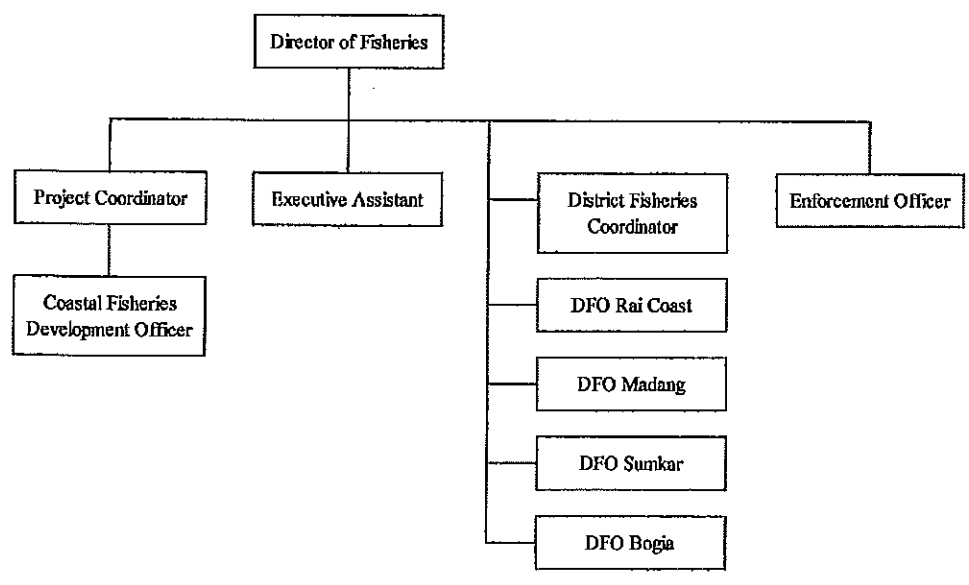 Director of Fisheries
Project Coordinator
Executive Assistant
District Fisheries
Coordinator
Enforcement Officer
Coastal Fisheries
Development Officer
DFO Rai Coast
DFO Madang
DFO Sumkar
DFO Bogia